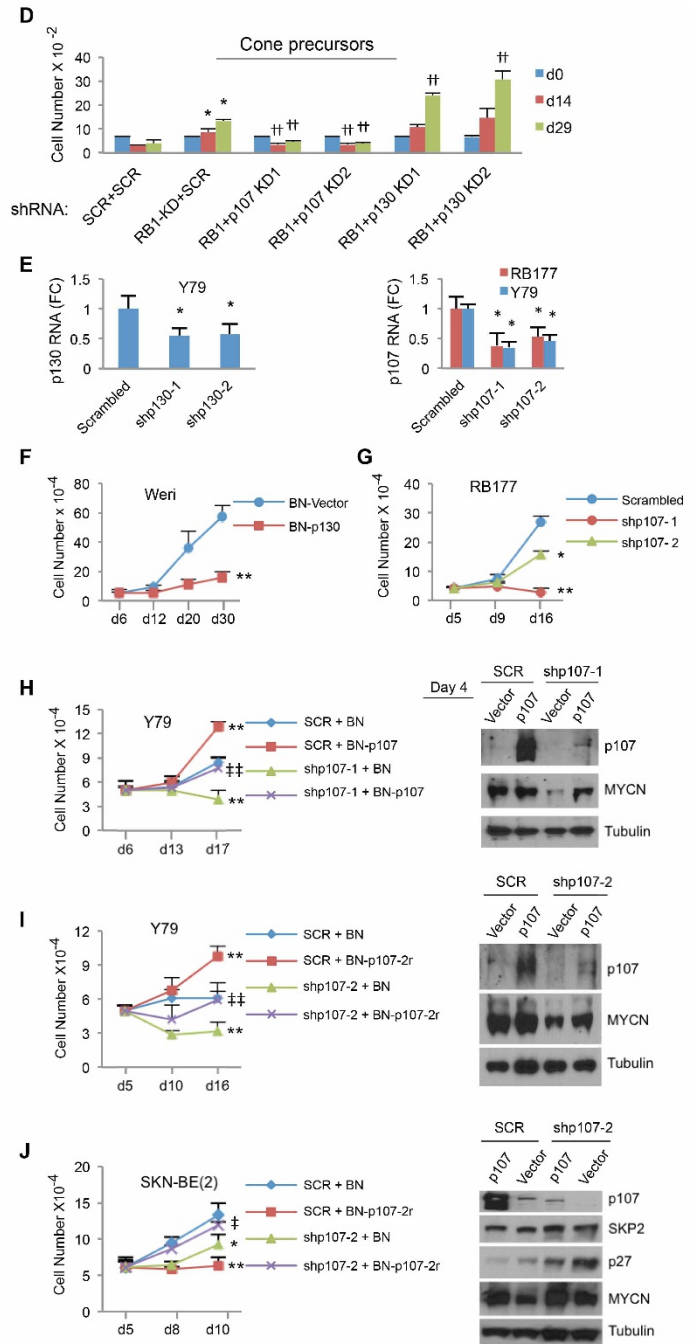 D
Cell Number X 10-2
Cone precursors
40
30
20
10
0
d0
d14
d29
* * †† †† †† †† †† ††
shRNA:
SCR+SCR
RB1-KD+SCR
RB1+p107 KD1
RB1+p107 KD2
RB1+p130 KD1
RB1+p130 KD2
E
p130 RNA (FC)
Y79
1.5
1
0.5
0
* *
Scrambled
shp130-1
shp130-2
p107 RNA (FC)
RB177
Y79
1.5
1
0.5
0
* * * *
Scrambled
shp107-1
shp107-2
F
Cell Number x 10-4
Weri
80
60
40
20
0
d6 d12 d20 d30
BN-Vector
BN-p130
**
G
Cell Number X 10-4
RB177
40
30
20
10
0
d5 d9 d16
Scrambled
shp107-1
shp107-2
*
**
H
Cell Number X10-4
Y79
15
12
9
6
3
0
d6 d13 d17
**
‡‡
**
SCR + BN
SCR + BN-p107
shp107-1 + BN
shp107-1 + BN-p107
Day 4
SCR shp107-1
Vector p107 Vector p107
p107
MYCN
Tubulin
I
Cell Number X10-4
Y79
12
9
6
3
0
d5 d10 d16
**
‡‡
**
SCR + BN
SCR + BN-p107-2r
shp107-2 + BN
shp107-2 + BN-p107-2r
SCR shp107-2
Vector p107 Vector p107
p107
MYCN
Tubulin
J
Cell Number X10-4
SKN-BE(2)
20
15
10
5
0
d5 d8 d10
‡
*
**
SCR + BN
SCR + BN-p107-2r
shp107-2 + BN
shp107-2 + BN-p107-2r
SCR shp107-2
p107 Vector p107 Vector
p107
SKP2
p27
MYCN
Tubulin